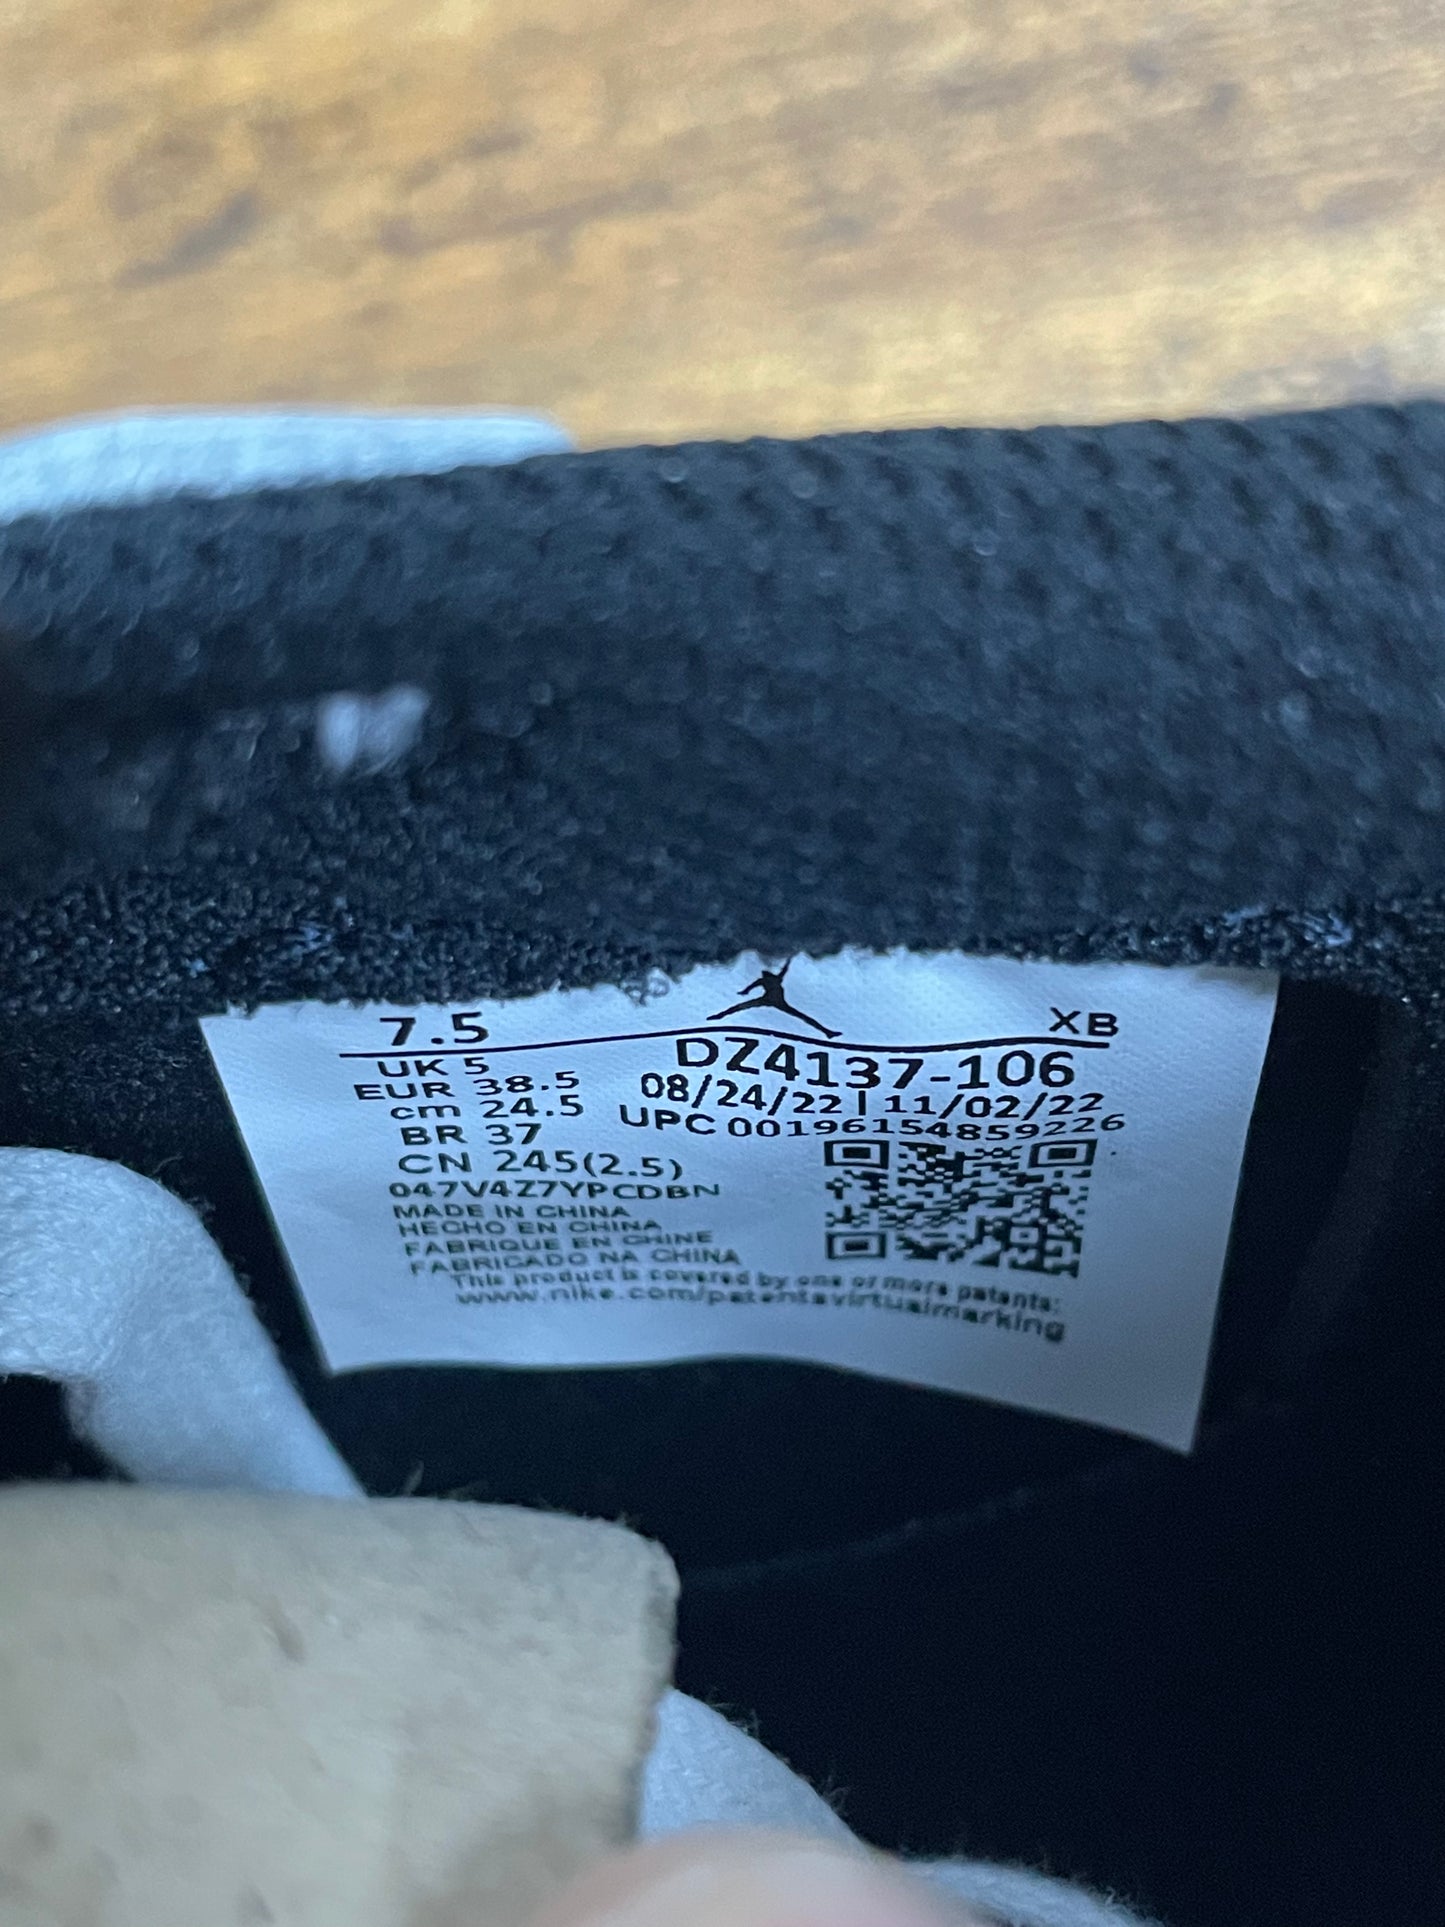 7.5
XB
UK 5
EUR 38.5
cm 24.5
BR 37
CN 245(2.5)
047V4Z7YPCDBN
MADE IN CHINA
HECHO EN CHINA
FABRIQUE EN CHINE
FABRICADO NA CHINA
DZ4137-106
08/24/22 | 11/02/22
UPC 00196154859226
This product is covered by one or more patents:
www.nike.com/patentsvirtualmarking